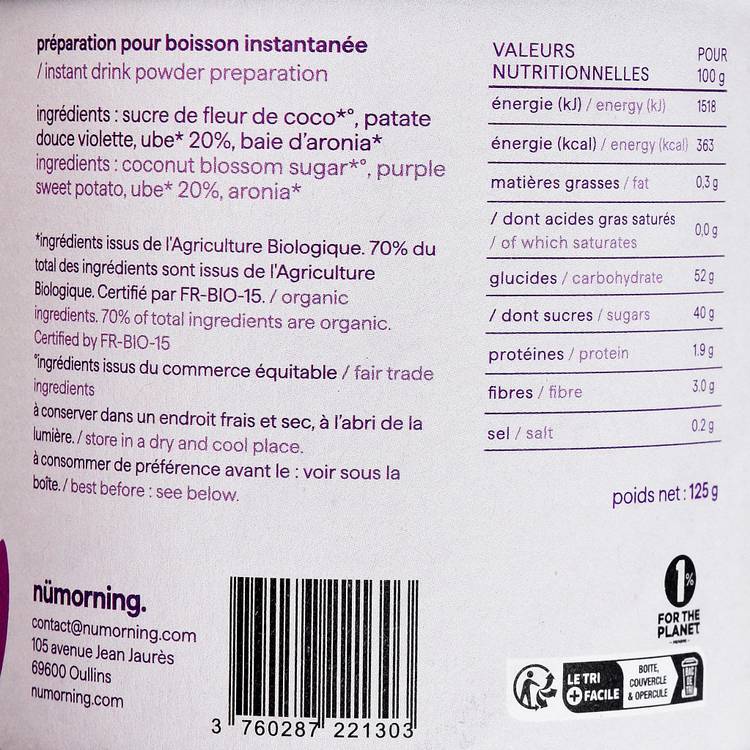 préparation pour boisson instantanée
/ instant drink powder preparation
ingrédients : sucre de fleur de coco*°, patate
douce violette, ube* 20%, baie d'aronia*
ingredients : coconut blossom sugar*°, purple
sweet potato, ube* 20%, aronia*
*ingrédients issus de l'Agriculture Biologique. 70% du
total des ingrédients sont issus de l'Agriculture
Biologique. Certifié par FR-BIO-15. / organic
ingredients. 70% of total ingredients are organic.
Certified by FR-BIO-15
°ingrédients issus du commerce équitable / fair trade
ingredients
à conserver dans un endroit frais et sec, à l'abri de la
lumière. / store in a dry and cool place.
à consommer de préférence avant le : voir sous la
boîte. / best before : see below.
VALEURS
NUTRITIONNELLES
POUR
100 g
énergie (kJ) / energy (kJ) 1518
énergie (kcal) / energy (kcal) 363
matières grasses / fat 0,3 g
/ dont acides gras saturés
/ of which saturates
0,0 g
glucides / carbohydrate 52 g
/ dont sucres / sugars 40 g
protéines / protein 1.9 g
fibres / fibre 3.0 g
sel / salt 0.2 g
poids net : 125 g
nümorning.
contact@numorning.com
105 avenue Jean Jaurès
69600 Oullins
numorning.com
3 760287 221303
1%
FOR THE
PLANET
LE TRI
+ FACILE
BOITE,
COUVERCLE
& OPERCULE
BAC
DE
TRI